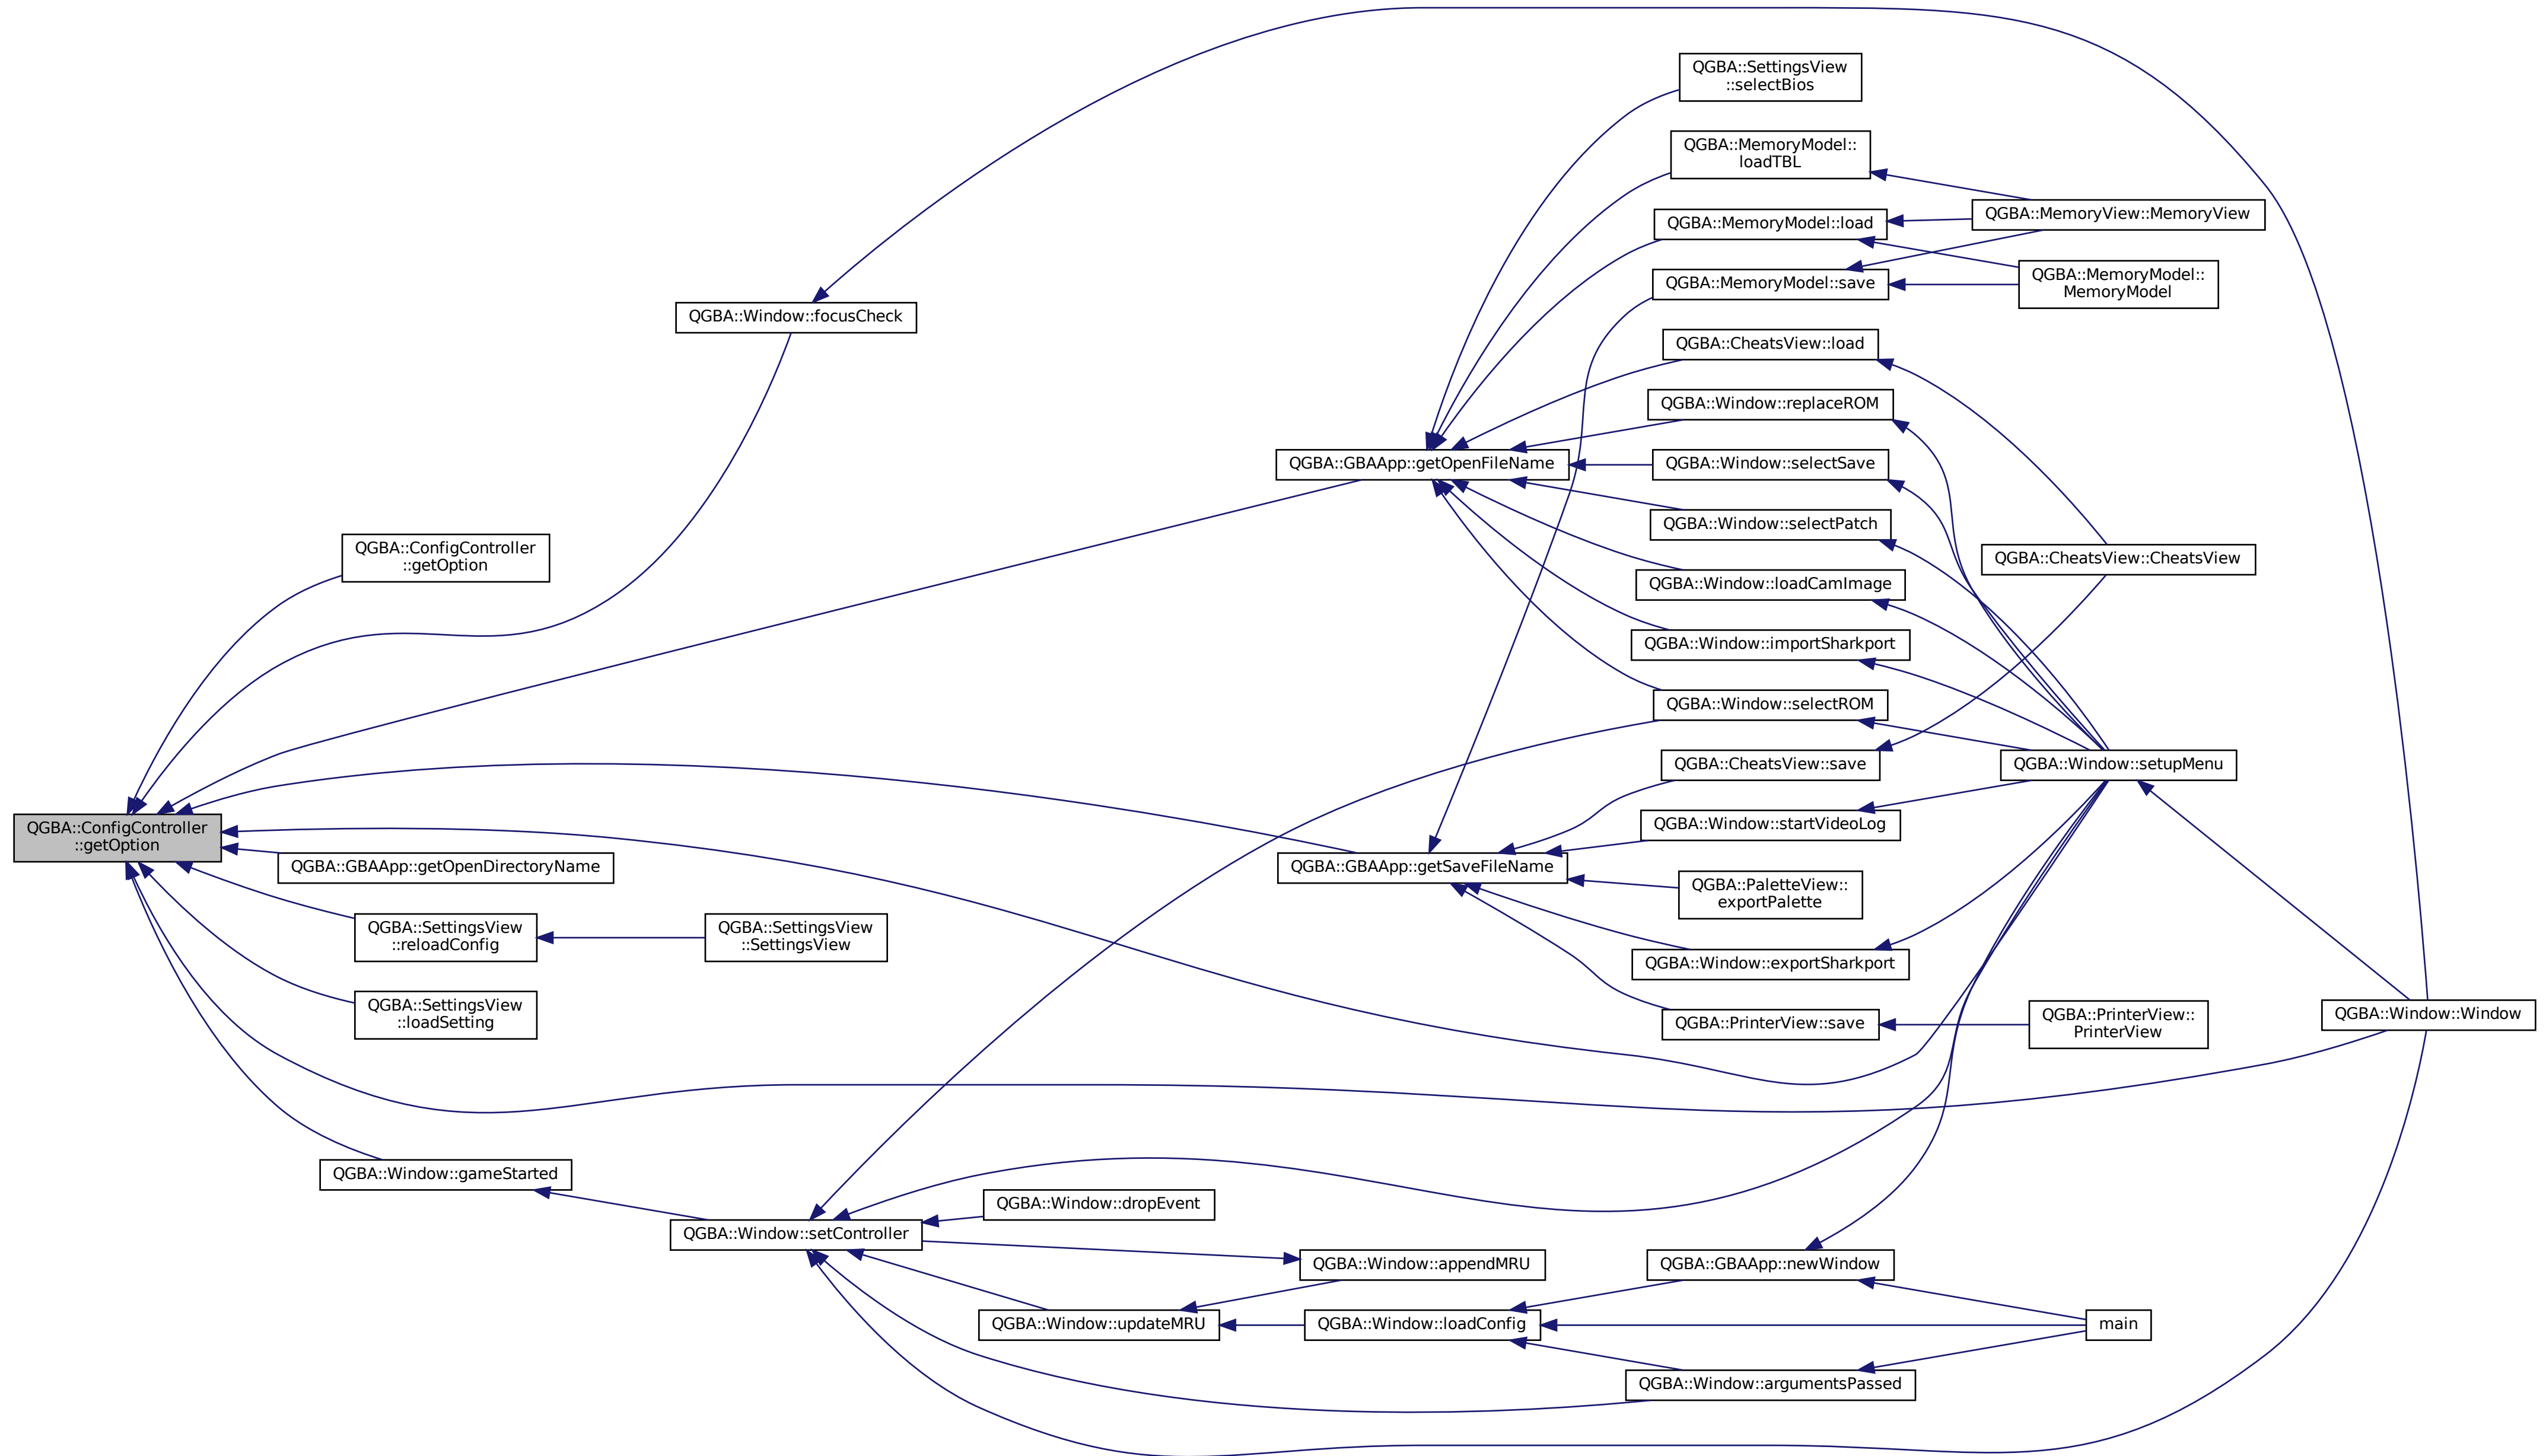 QGBA::SettingsView
::selectBios
QGBA::MemoryModel::
loadTBL
QGBA::MemoryModel::load
QGBA::MemoryView::MemoryView
QGBA::MemoryModel::save
QGBA::MemoryModel::
MemoryModel
QGBA::Window::focusCheck
QGBA::CheatsView::load
QGBA::Window::replaceROM
QGBA::GBAApp::getOpenFileName
QGBA::Window::selectSave
QGBA::Window::selectPatch
QGBA::ConfigController
::getOption
QGBA::CheatsView::CheatsView
QGBA::Window::loadCamImage
QGBA::Window::importSharkport
QGBA::Window::selectROM
QGBA::CheatsView::save
QGBA::Window::setupMenu
QGBA::ConfigController
::getOption
QGBA::Window::startVideoLog
QGBA::GBAApp::getOpenDirectoryName
QGBA::GBAApp::getSaveFileName
QGBA::PaletteView::
exportPalette
QGBA::SettingsView
::reloadConfig
QGBA::SettingsView
::SettingsView
QGBA::Window::exportSharkport
QGBA::SettingsView
::loadSetting
QGBA::PrinterView::save
QGBA::PrinterView::
PrinterView
QGBA::Window::Window
QGBA::Window::gameStarted
QGBA::Window::dropEvent
QGBA::Window::setController
QGBA::Window::appendMRU
QGBA::GBAApp::newWindow
QGBA::Window::updateMRU
QGBA::Window::loadConfig
main
QGBA::Window::argumentsPassed